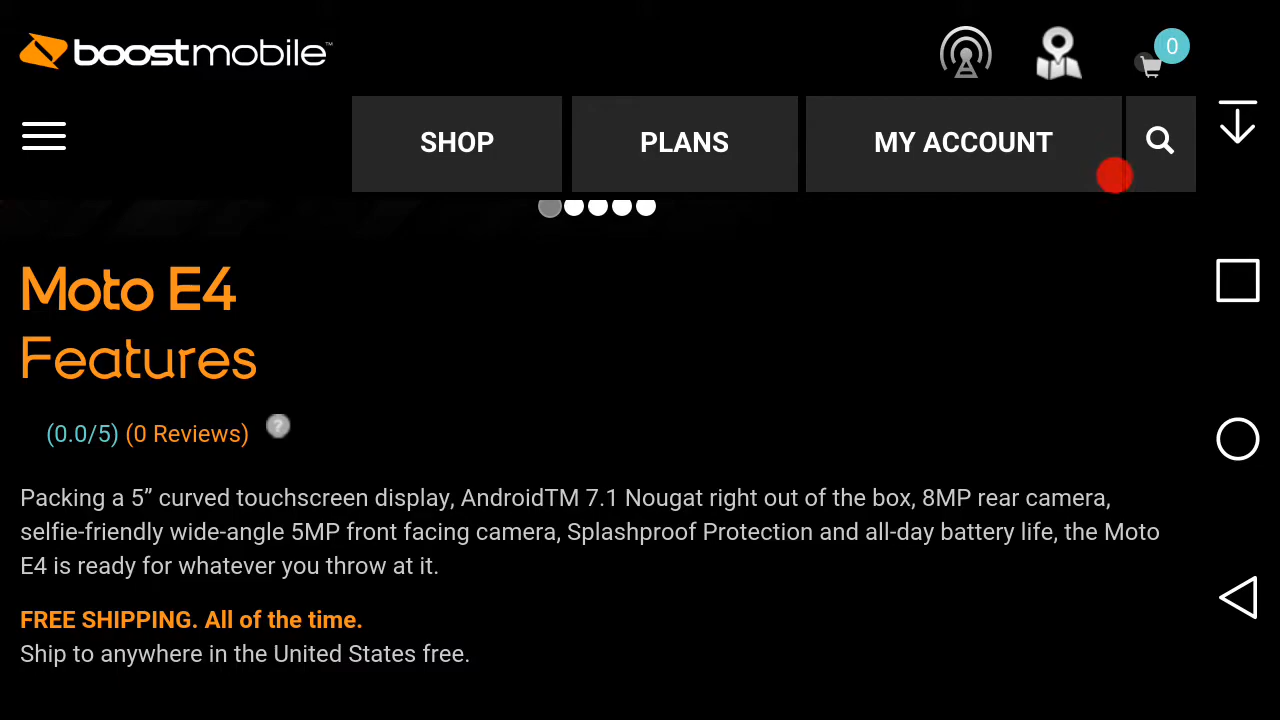 boostmobile™
0
SHOP PLANS MY ACCOUNT
Moto E4
Features
(0.0/5) (0 Reviews) ?
Packing a 5” curved touchscreen display, AndroidTM 7.1 Nougat right out of the box, 8MP rear camera,
selfie-friendly wide-angle 5MP front facing camera, Splashproof Protection and all-day battery life, the Moto
E4 is ready for whatever you throw at it.
FREE SHIPPING. All of the time.
Ship to anywhere in the United States free.